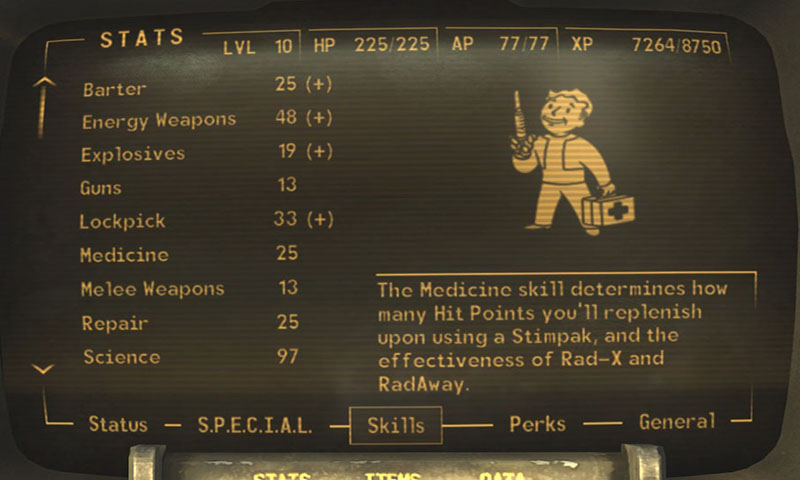 STATS
LVL 10 HP 225/225 AP 77/77 XP 7264/8750
Barter 25 (+)
Energy Weapons 48 (+)
Explosives 19 (+)
Guns 13
Lockpick 33 (+)
Medicine 25
Melee Weapons 13
Repair 25
Science 97
The Medicine skill determines how
many Hit Points you'll replenish
upon using a Stimpak, and the
effectiveness of Rad-X and
RadAway.
Status S.P.E.C.I.A.L. Skills Perks General
STATS ITEMS DATA